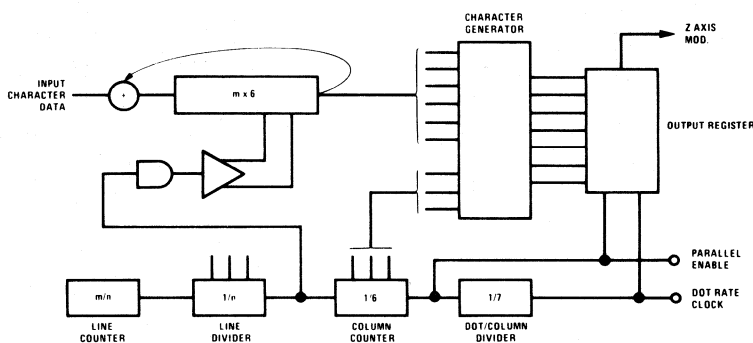 CHARACTER
GENERATOR
Z AXIS
MOD.
INPUT
CHARACTER
DATA
+
m x 6
OUTPUT REGISTER
PARALLEL
ENABLE
m/n
1/n
1/6
1/7
DOT RATE
CLOCK
LINE
COUNTER
LINE
DIVIDER
COLUMN
COUNTER
DOT/COLUMN
DIVIDER